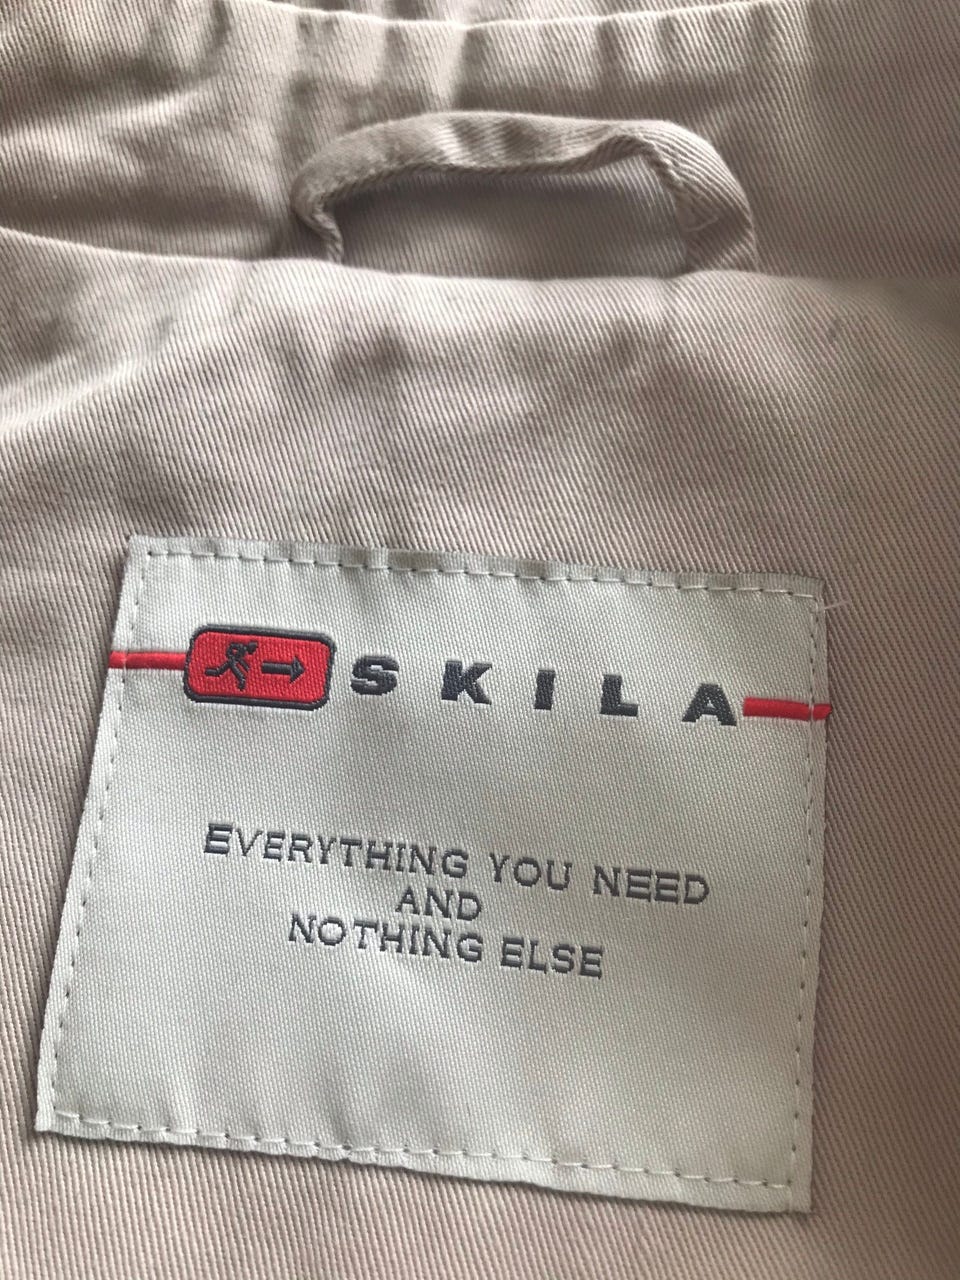 SKILA
EVERYTHING YOU NEED
AND
NOTHING ELSE